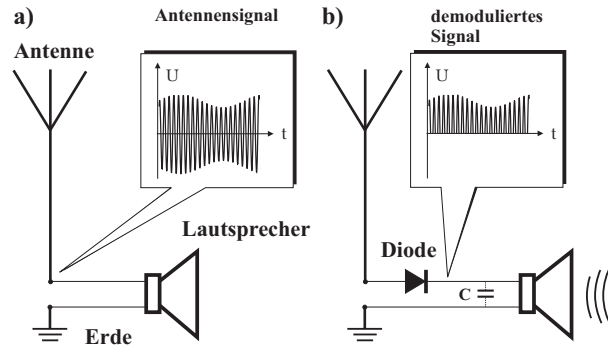 a)
Antennensignal
Antenne
U
t
Lautsprecher
Erde
b)
demoduliertes
Signal
U
t
Diode
C